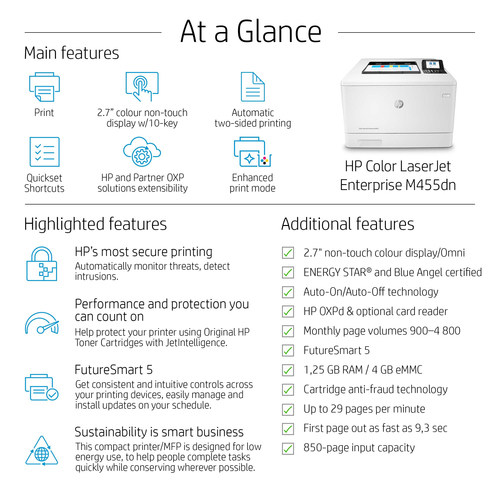 At a Glance
Main features
Print
2.7" colour non-touch
display w/10-key
Automatic
two-sided printing
Quickset
Shortcuts
HP and Partner OXP
solutions extensibility
Enhanced
print mode
hp
HP Color LaserJet
Enterprise M455dn
Highlighted features
HP's most secure printing
Automatically monitor threats, detect
intrusions.
Performance and protection you
can count on
Help protect your printer using Original HP
Toner Cartridges with JetIntelligence.
FutureSmart 5
Get consistent and intuitive controls across
your printing devices, easily manage and
install updates on your schedule.
Sustainability is smart business
This compact printer/MFP is designed for low
energy use, to help people complete tasks
quickly while conserving wherever possible.
Additional features
2.7" non-touch colour display/Omni
ENERGY STAR® and Blue Angel certified
Auto-On/Auto-Off technology
HP OXPd & optional card reader
Monthly page volumes 900–4 800
FutureSmart 5
1,25 GB RAM / 4 GB eMMC
Cartridge anti-fraud technology
Up to 29 pages per minute
First page out as fast as 9,3 sec
850-page input capacity